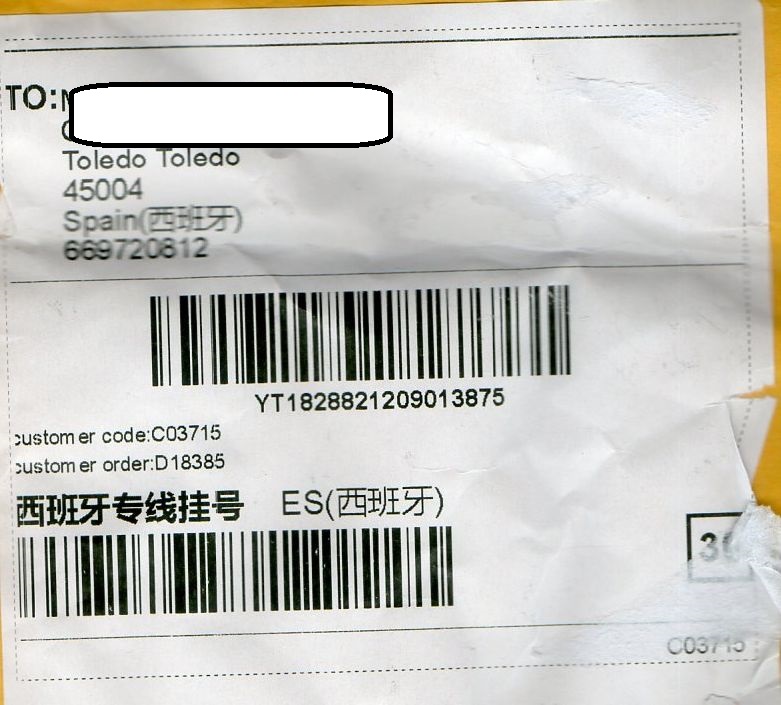 TO:
Toledo Toledo
45004
Spain(西班牙)
669720812
YT1828821209013875
customer code:C03715
customer order:D18385
西班牙专线挂号 ES(西班牙)
C03715